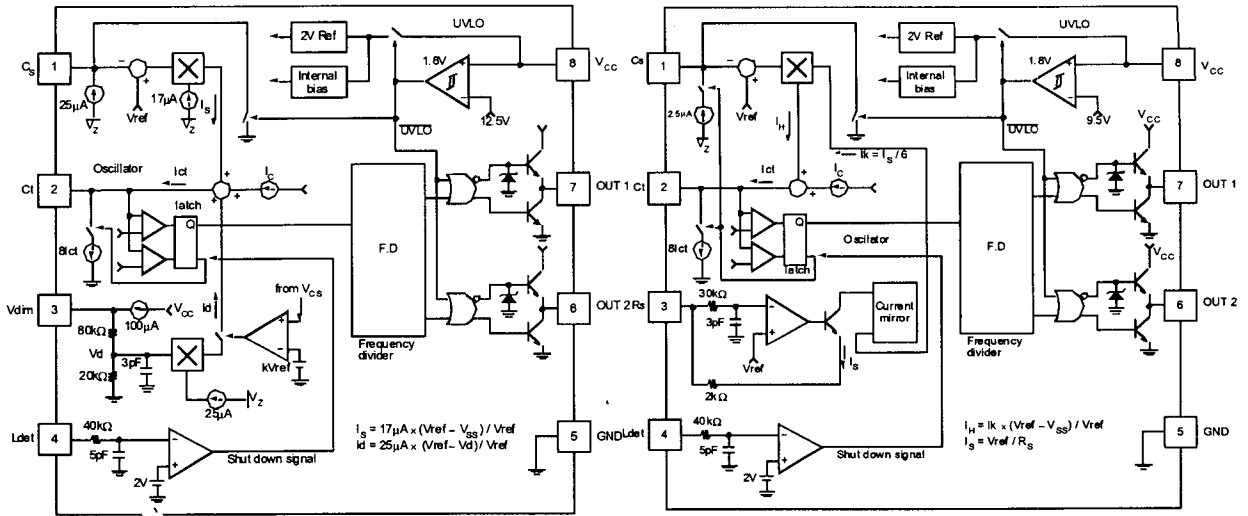 UVLO
2V Ref
Internal bias
1.8V
+
−
12.5V
UVLO
8
VCC
1
CS
25µA
VZ
−
+
Vref
17µA
VZ
IS
2
Ct
Oscillator
Ict
+
+
+
IC
latch
Q
8Ict
F.D
Frequency divider
7
OUT 1
6
OUT 2
3
Vdim
VCC
100µA
80kΩ
Vd
20kΩ
3pF
Id
from VCS
+
−
kVref
25µA
VZ
4
Ldet
40kΩ
5pF
−
+
2V
Shut down signal
IS = 17µA × (Vref – VSS) / Vref
Id = 25µA × (Vref – Vd) / Vref
5
GND
UVLO
2V Ref
Internal bias
1.8V
+
−
9.5V
UVLO
8
VCC
1
Cs
2.5µA
VZ
−
+
Vref
IH
Ik = IS / 6
2
Ct
Ict
+
+
IC
Q
latch
Oscillator
8Ict
F.D
Frequency divider
VCC
7
OUT 1
VCC
6
OUT 2
3
Rs
30kΩ
3pF
−
+
Vref
IS
2kΩ
Current mirror
4
Ldet
40kΩ
5pF
−
+
2V
Shut down signal
IH = Ik × (Vref – VSS) / Vref
IS = Vref / RS
5
GND